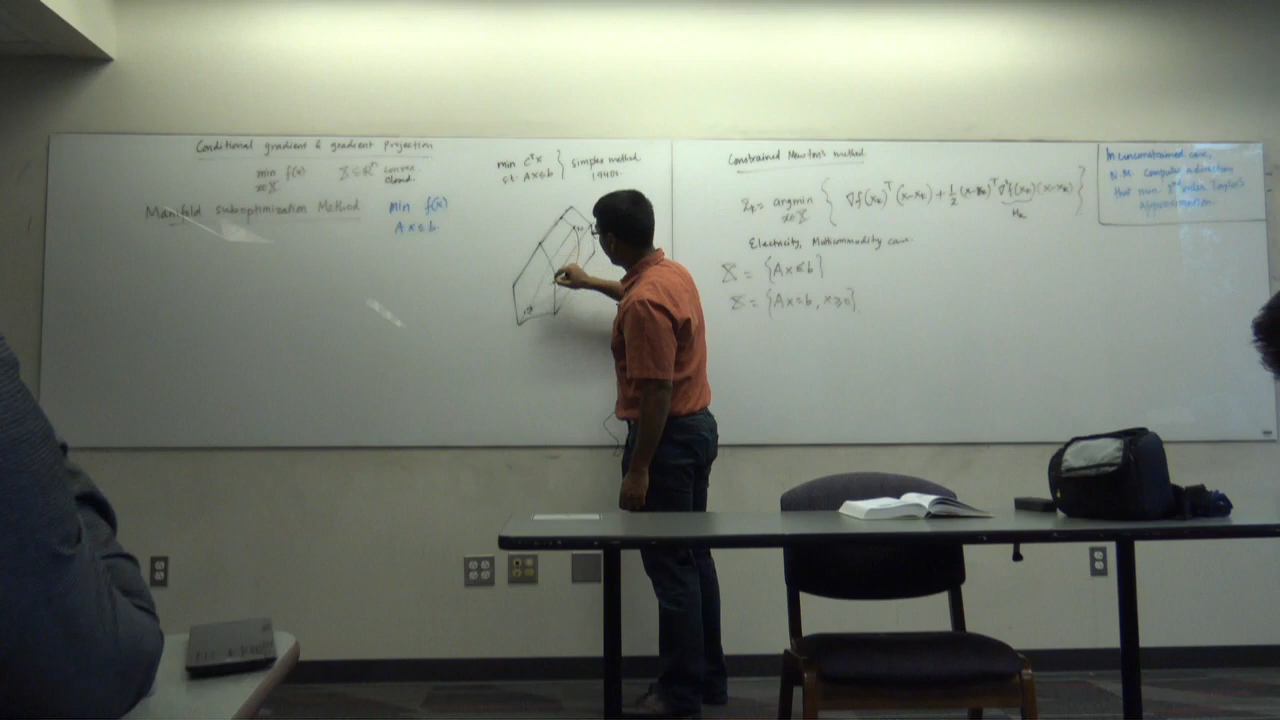 Conditional gradient & gradient Projection
min f(x) X ⊆ ℝⁿ convex
x∈X closed.
Manifold suboptimization Method min f(x)
Ax≤b.
min Cᵀx } simplex method
s.t. Ax≤b 1940s.
Constrained Newton's method.
= argmin { ∇f(xₖ)ᵀ(x-xₖ) + ½(x-xₖ)ᵀ∇²f(xₖ)(x-xₖ) }
x∈X Hₖ
Electricity, Multicommodity case.
X = {Ax≤b}
X = {Ax=b, x≥0}
In unconstrained case,
N.M. computes a direction
that min. 2nd order Taylor's
Approximation.